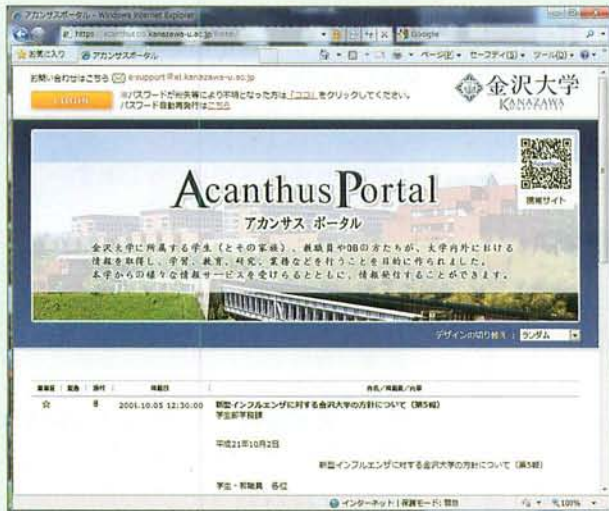 アカンサスポータル - Windows Internet Explorer
Google
お気に入り
アカンサスポータル
ページ(P)
セーフティ(S)
ツール(O)
お問い合わせはこちら
e-support@el.kanazawa-u.ac.jp
LOGIN
※パスワードが紛失等により不明となった方は「ココ」をクリックしてください。
パスワード自動再発行はこちら
金沢大学
KANAZAWA
携帯サイト
Acanthus Portal
アカンサス ポータル
金沢大学に所属する学生(とその家族)、教職員やOBの方たちが、大学内外における
情報を取得し、学習、教育、研究、業務などを行うことを目的に作られました。
本学からの様々な情報サービスを受けるとともに、情報発信することができます。
デザインの切り替え:
ランダム
重要度
添付
掲載日
件名/掲載元/内容
☆
新型インフルエンザに対する金沢大学の方針について(第5報)
学生部学務課
平成21年10月2日
新型インフルエンザに対する金沢大学の方針について(第5報)
学生・教職員 各位
インターネット | 保護モード: 無効
100%